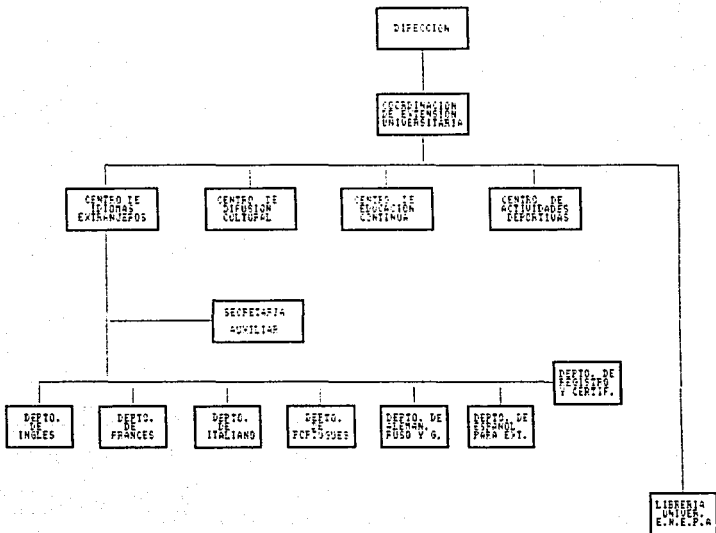 DIRECCION
COORDINACION
DE EXTENSION
UNIVERSITARIA
CENTRO DE
IDIOMAS
EXTRANJEROS
CENTRO DE
DIFUSION
CULTURAL
CENTRO DE
EDUCACION
CONTINUA
CENTRO DE
ACTIVIDADES
DEPORTIVAS
SECRETARIA
AUXILIAR
DEPTO. DE
REGISTRO
Y CERTIF.
DEPTO.
DE
INGLES
DEPTO.
DE
FRANCES
DEPTO.
DE
ITALIANO
DEPTO.
DE
PORTUGUES
DEPTO. DE
ALEMAN,
RUSO Y G.
DEPTO. DE
ESPAÑOL
PARA EXT.
LIBRERIA
UNIVER.
E.N.E.P.A